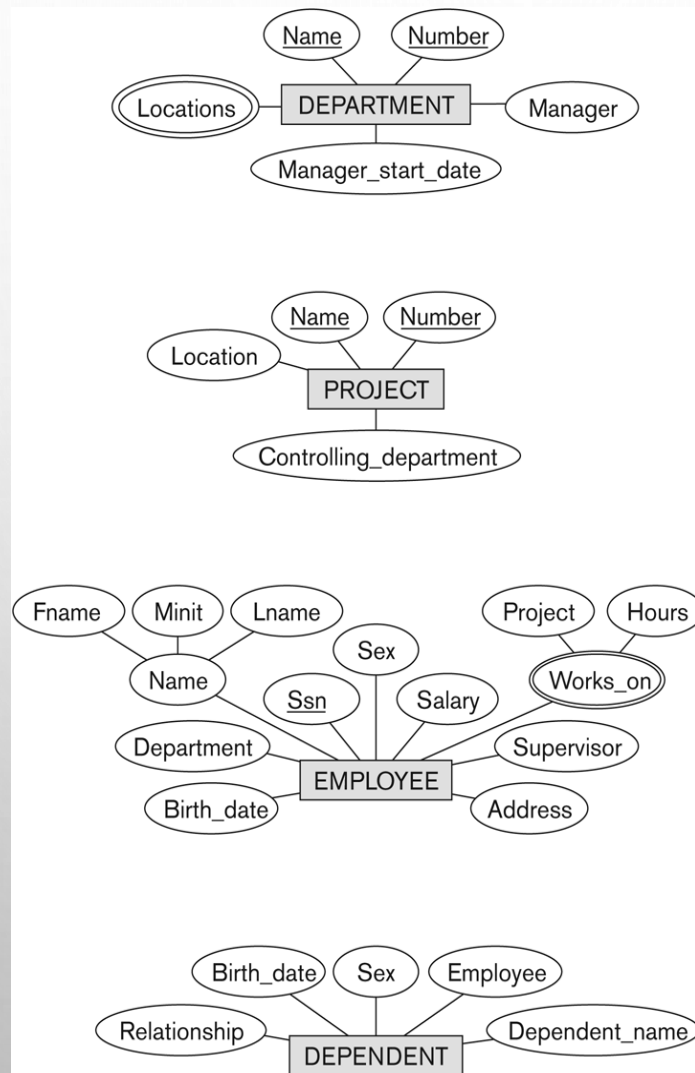 Name Number
Locations DEPARTMENT Manager
Manager_start_date
Name Number
Location
PROJECT
Controlling_department
Fname Minit Lname Project Hours
Sex
Name Works_on
Ssn Salary
Department Supervisor
EMPLOYEE
Birth_date Address
Birth_date Sex Employee
Relationship Dependent_name
DEPENDENT